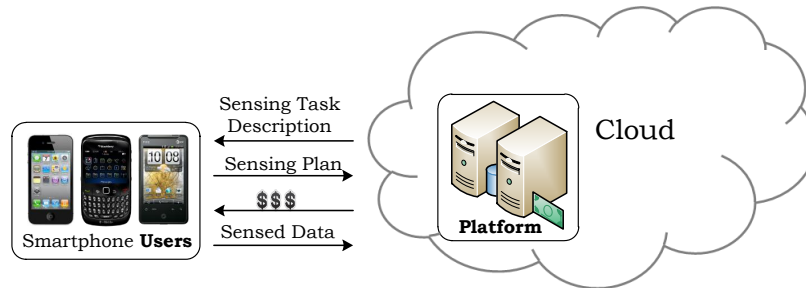 Sensing Task
Description
Sensing Plan
$$$
Sensed Data
Smartphone Users
Cloud
Platform